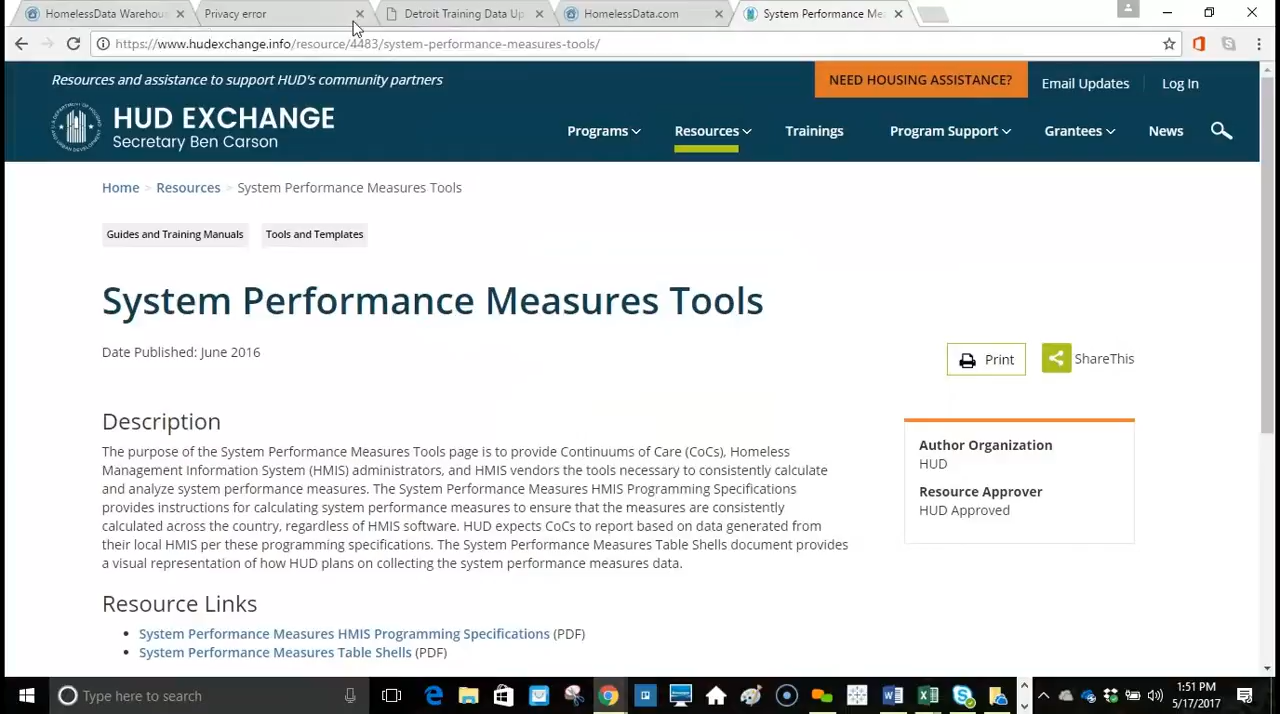 HomelessData Warehou
Privacy error
Detroit Training Data Up
HomelessData.com
System Performance Me
https://www.hudexchange.info/resource/4483/system-performance-measures-tools/
Resources and assistance to support HUD's community partners
NEED HOUSING ASSISTANCE?
Email Updates
Log In
HUD EXCHANGE
Secretary Ben Carson
Programs
Resources
Trainings
Program Support
Grantees
News
Home > Resources > System Performance Measures Tools
Guides and Training Manuals
Tools and Templates
System Performance Measures Tools
Date Published: June 2016
Print
ShareThis
Description
The purpose of the System Performance Measures Tools page is to provide Continuums of Care (CoCs), Homeless
Management Information System (HMIS) administrators, and HMIS vendors the tools necessary to consistently calculate
and analyze system performance measures. The System Performance Measures HMIS Programming Specifications
provides instructions for calculating system performance measures to ensure that the measures are consistently
calculated across the country, regardless of HMIS software. HUD expects CoCs to report based on data generated from
their local HMIS per these programming specifications. The System Performance Measures Table Shells document provides
a visual representation of how HUD plans on collecting the system performance measures data.
Author Organization
HUD
Resource Approver
HUD Approved
Resource Links
• System Performance Measures HMIS Programming Specifications (PDF)
• System Performance Measures Table Shells (PDF)
Type here to search
1:51 PM
5/17/2017